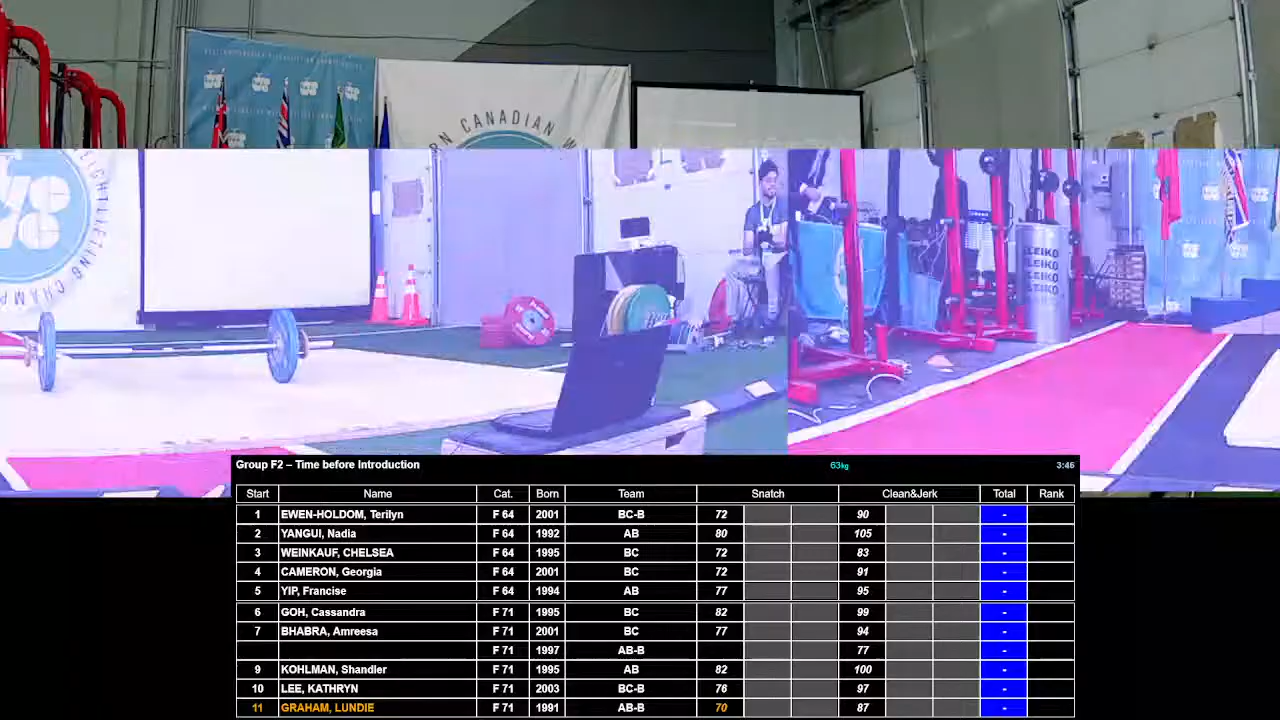 RN CANADIAN W
EIGHTLIFTING CHAMP
ELEIKO
ELEIKO
ELEIKO
ELEIKO
Group F2 – Time before Introduction 63kg 3:46
Start Name Cat. Born Team Snatch Clean&Jerk Total Rank
1 EWEN-HOLDOM, Terilyn F 64 2001 BC-B 72 90 -
2 YANGUI, Nadia F 64 1992 AB 80 105 -
3 WEINKAUF, CHELSEA F 64 1995 BC 72 83 -
4 CAMERON, Georgia F 64 2001 BC 72 91 -
5 YIP, Francise F 64 1994 AB 77 95 -
6 GOH, Cassandra F 71 1995 BC 82 99 -
7 BHABRA, Amreesa F 71 2001 BC 77 94 -
F 71 1997 AB-B 77 -
9 KOHLMAN, Shandler F 71 1995 AB 82 100 -
10 LEE, KATHRYN F 71 2003 BC-B 76 97 -
11 GRAHAM, LUNDIE F 71 1991 AB-B 70 87 -